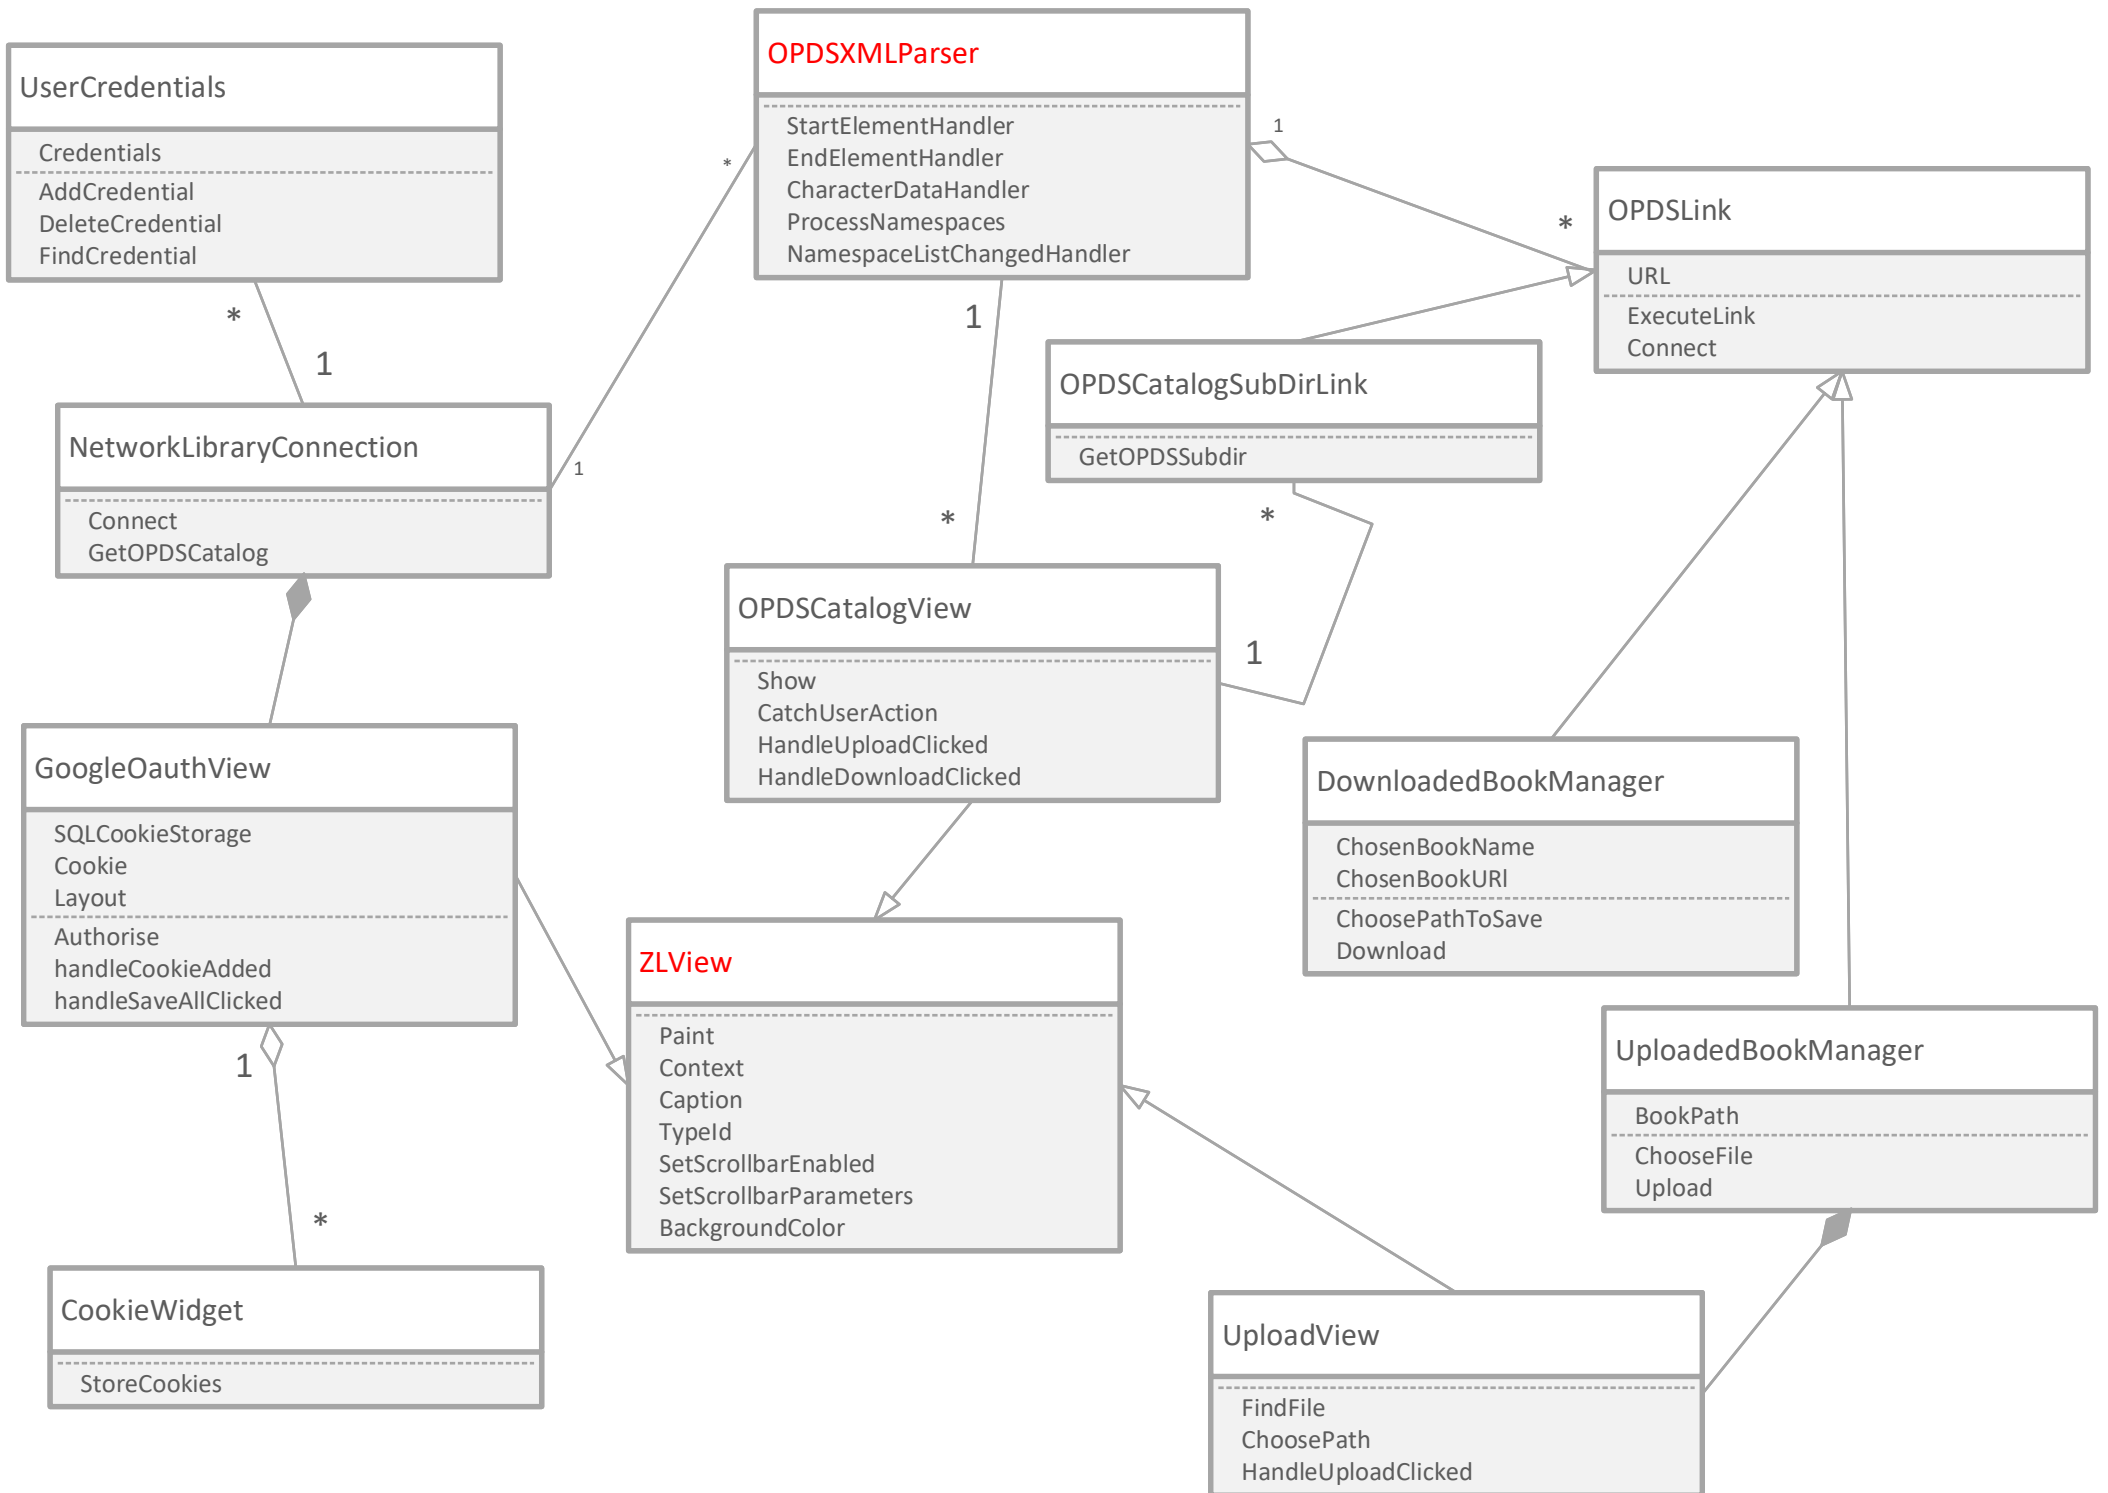 UserCredentials
Credentials
AddCredential
DeleteCredential
FindCredential
*
1
NetworkLibraryConnection
Connect
GetOPDSCatalog
1
*
OPDSXMLParser
StartElementHandler
EndElementHandler
CharacterDataHandler
ProcessNamespaces
NamespaceListChangedHandler
1
*
1
*
OPDSLink
URL
ExecuteLink
Connect
OPDSCatalogSubDirLink
GetOPDSSubdir
*
1
OPDSCatalogView
Show
CatchUserAction
HandleUploadClicked
HandleDownloadClicked
GoogleOauthView
SQLCookieStorage
Cookie
Layout
Authorise
handleCookieAdded
handleSaveAllClicked
1
*
CookieWidget
StoreCookies
ZLView
Paint
Context
Caption
TypeId
SetScrollbarEnabled
SetScrollbarParameters
BackgroundColor
DownloadedBookManager
ChosenBookName
ChosenBookURl
ChoosePathToSave
Download
UploadedBookManager
BookPath
ChooseFile
Upload
UploadView
FindFile
ChoosePath
HandleUploadClicked